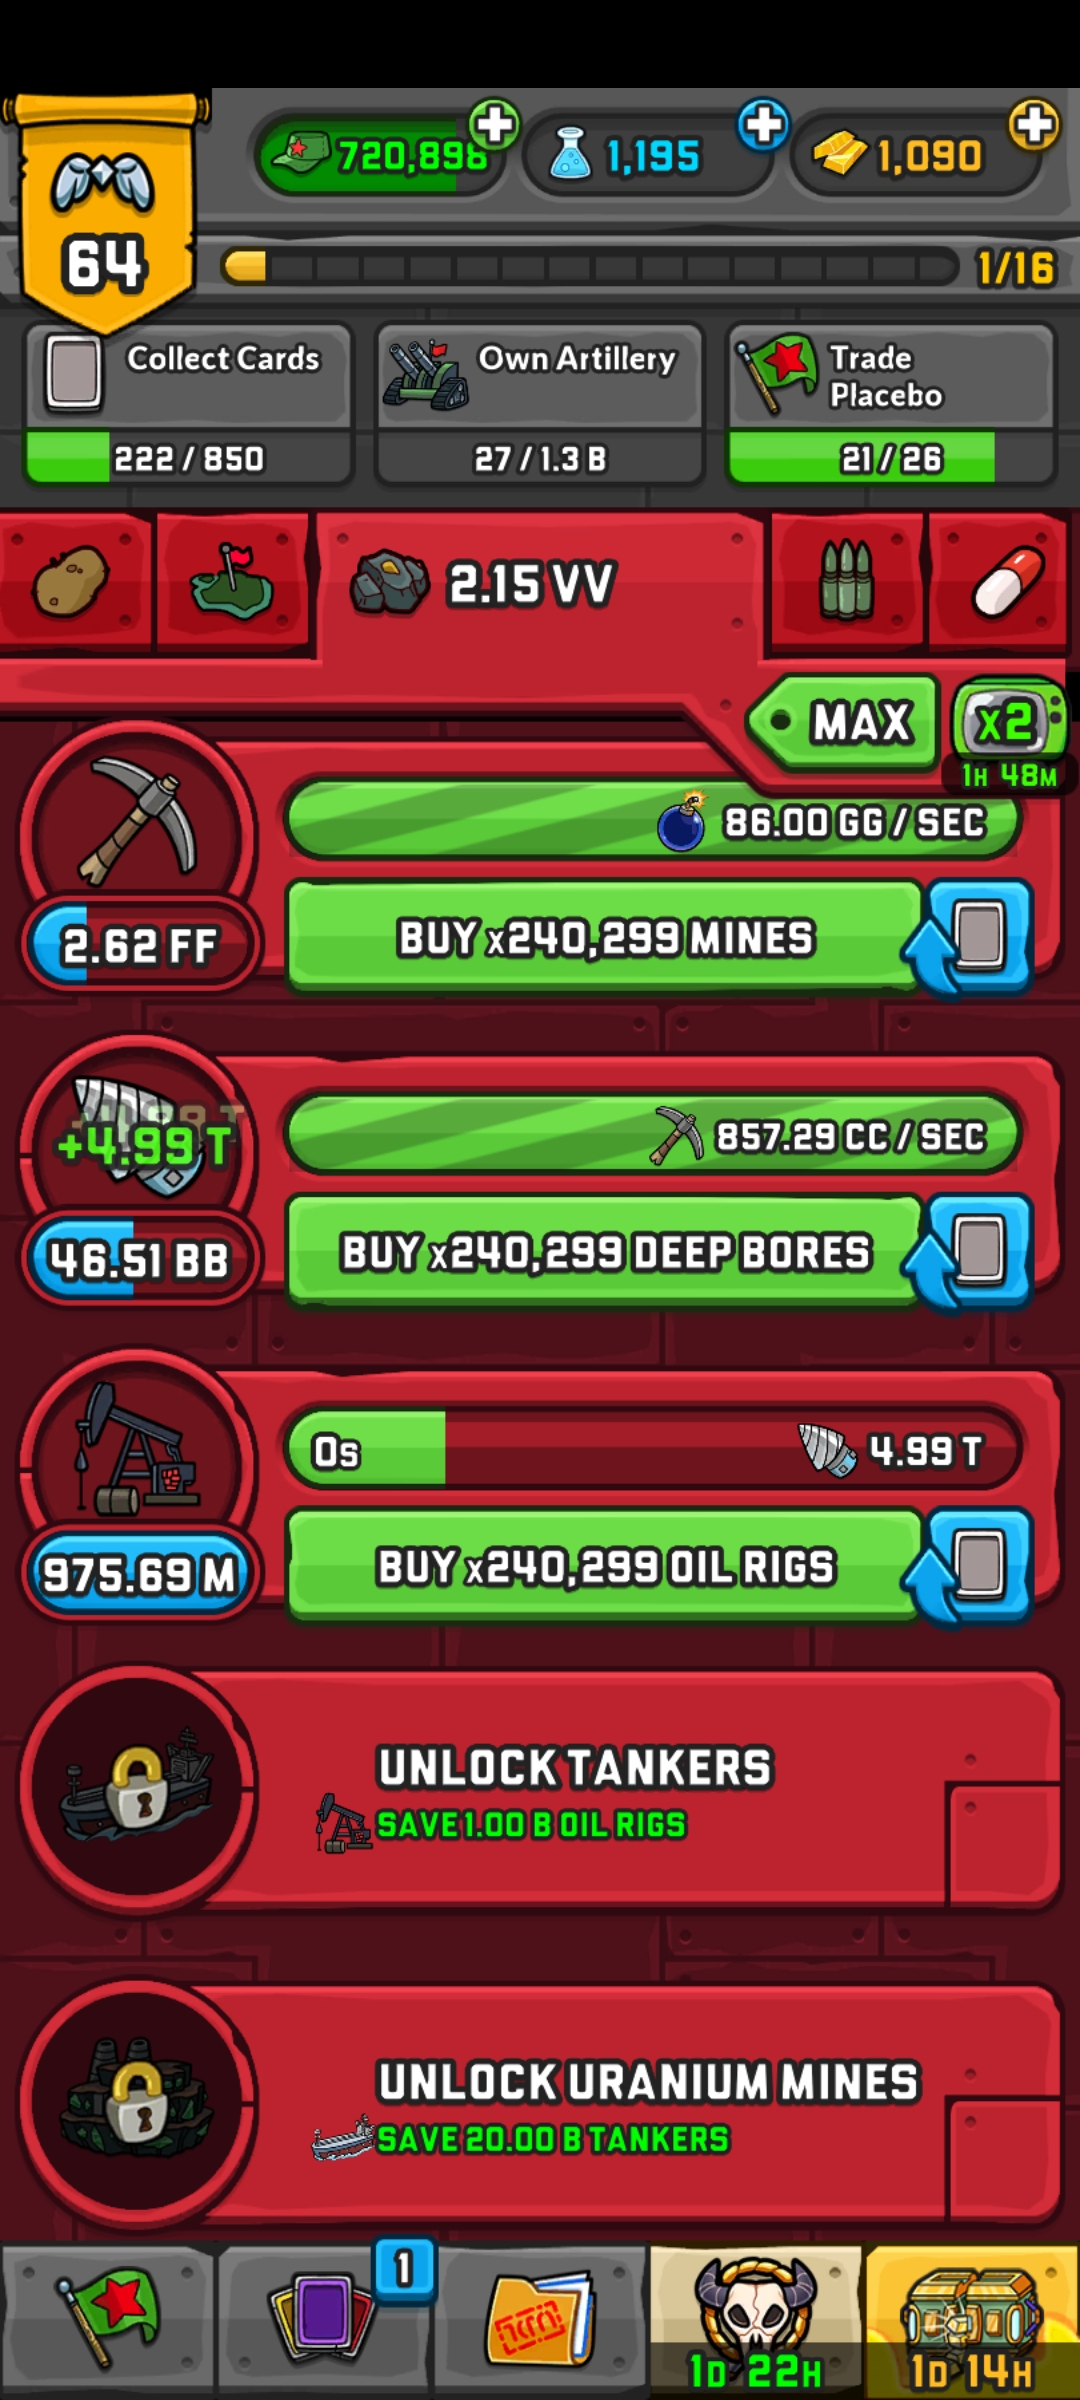 64
720,898
1,195
1,090
1/16
Collect Cards
222 / 850
Own Artillery
27 / 1.3 B
Trade
Placebo
21 / 26
2.15 VV
MAX
x2
1H 48M
86.00 GG / SEC
2.62 FF
BUY x240,299 MINES
+4.99 T
857.29 CC / SEC
46.51 BB
BUY x240,299 DEEP BORES
0s
4.99 T
975.69 M
BUY x240,299 OIL RIGS
UNLOCK TANKERS
SAVE 1.00 B OIL RIGS
UNLOCK URANIUM MINES
SAVE 20.00 B TANKERS
1
1D 22H
1D 14H